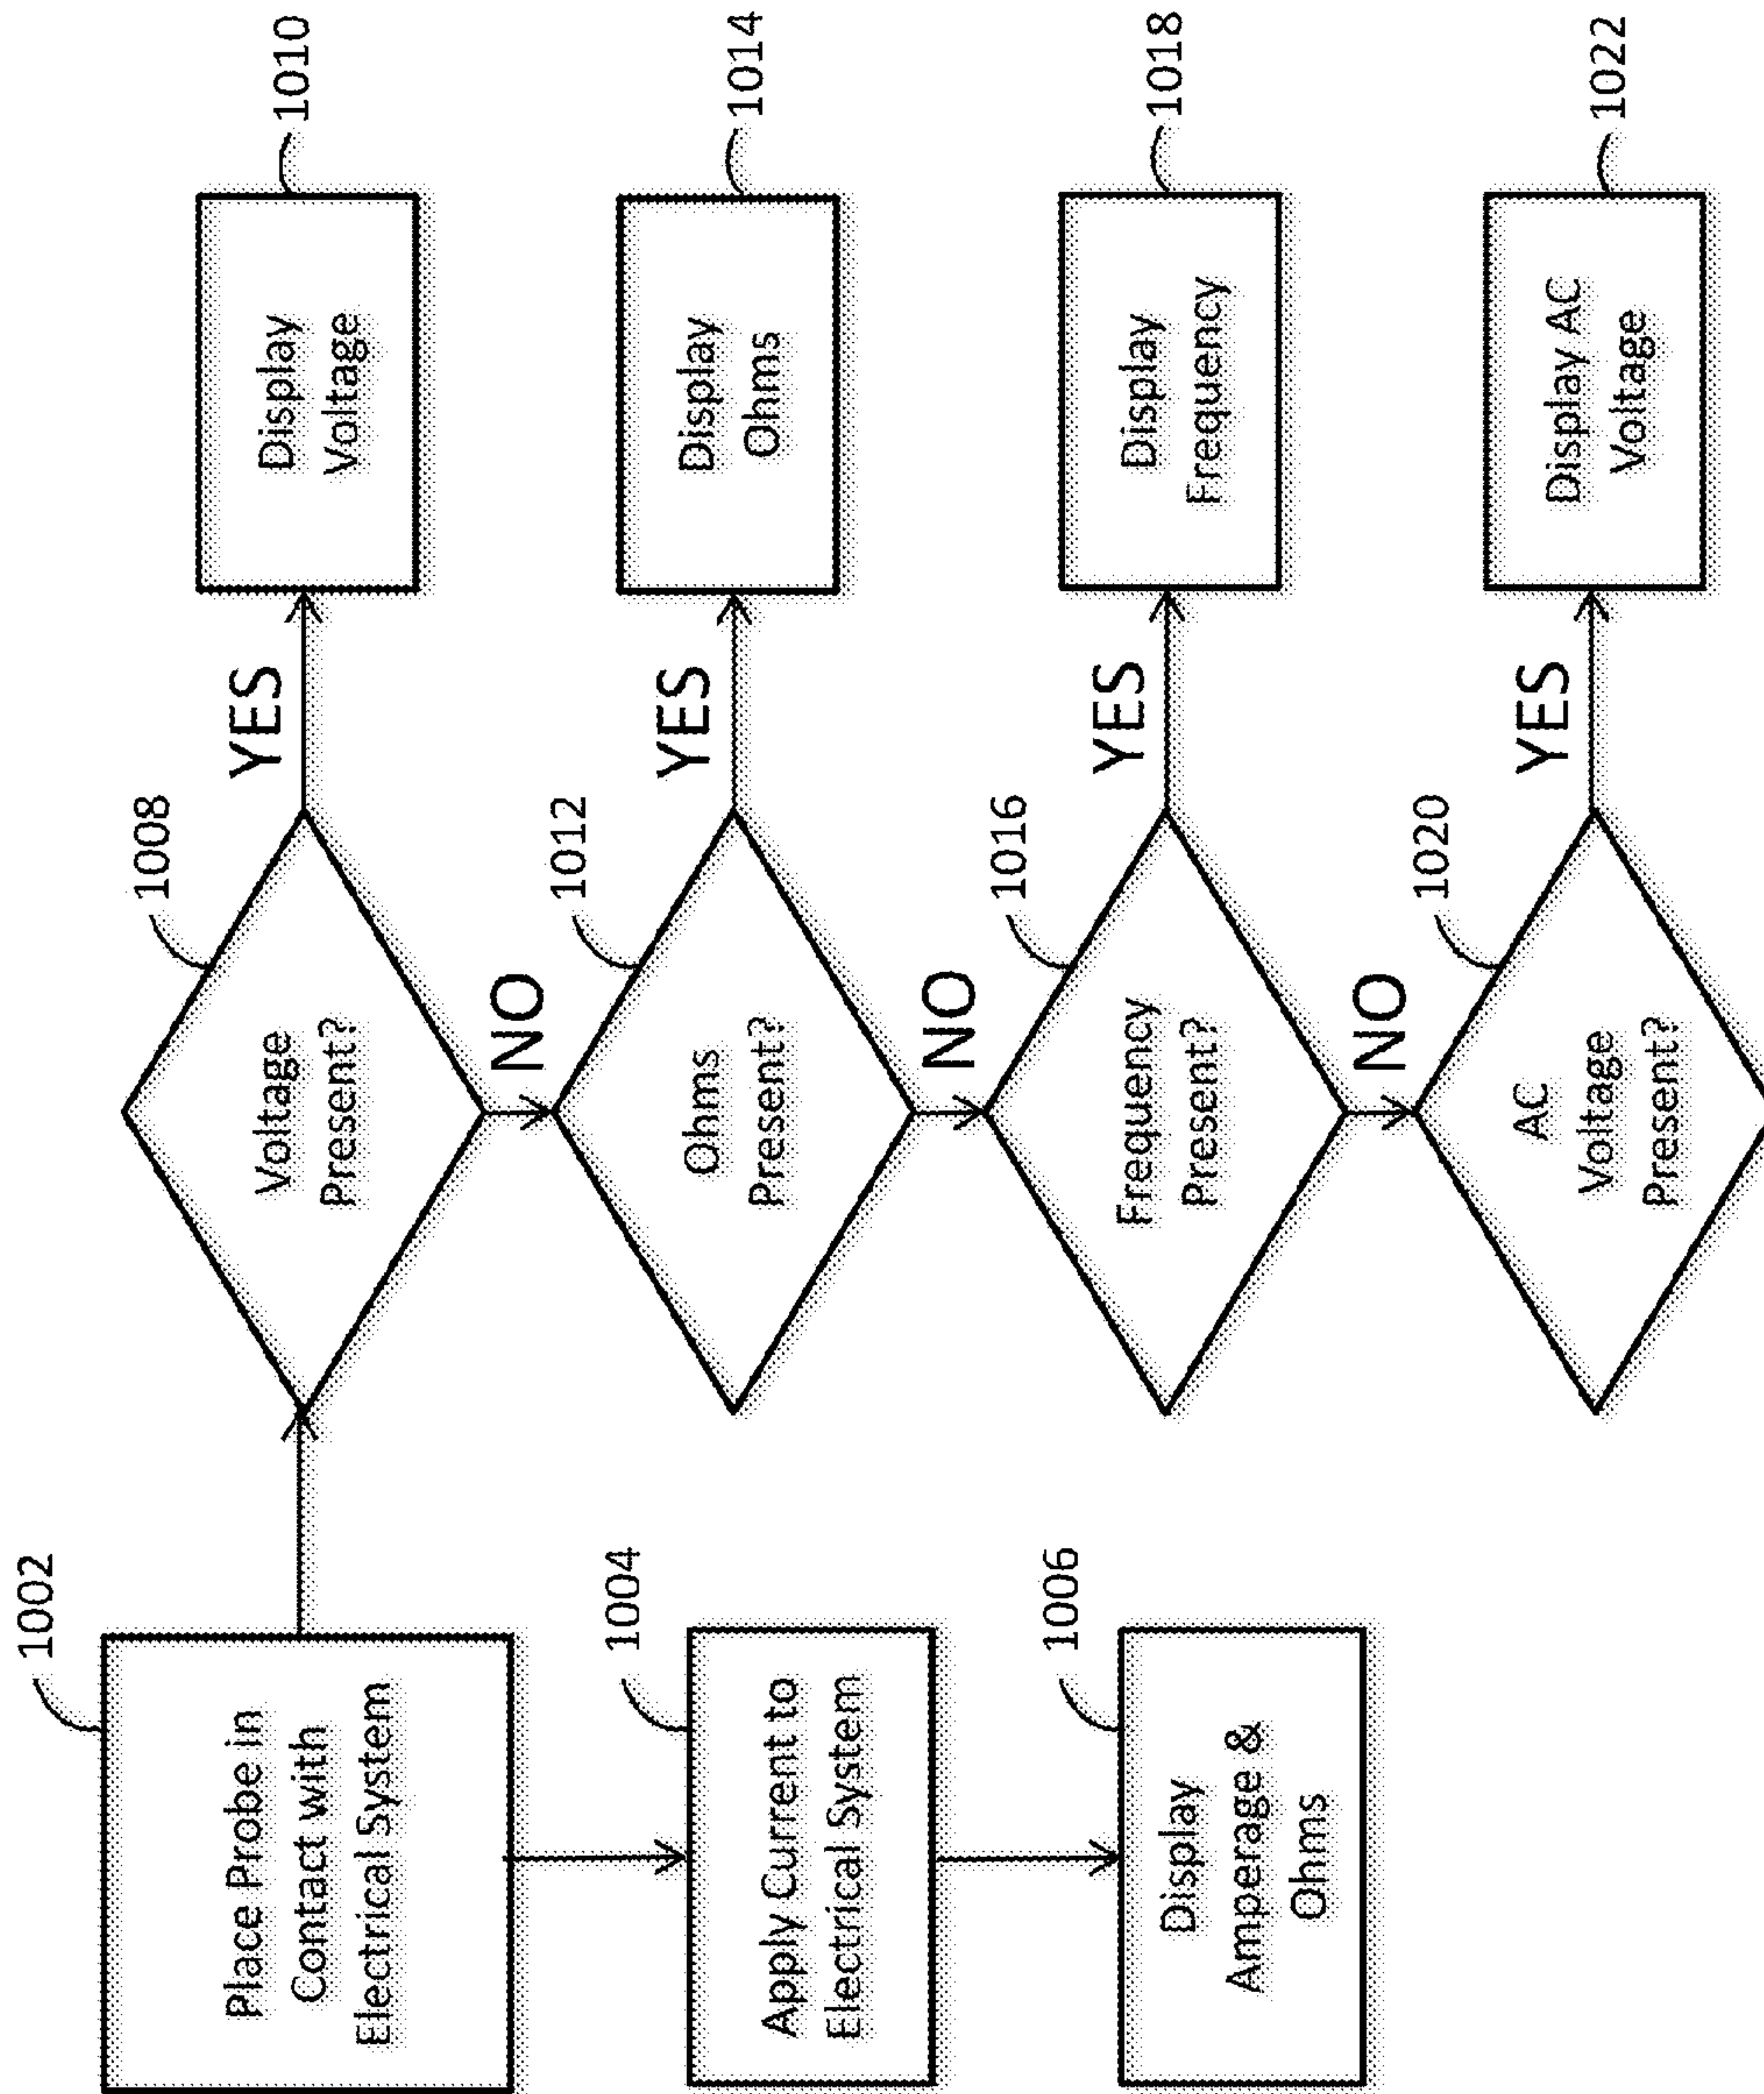 1002
Place Probe in
Contact with
Electrical System
1004
Apply Current to
Electrical System
1006
Display
Amperage &
Ohms
1008
Voltage
Present?
YES
1010
Display
Voltage
NO
1012
Ohms
Present?
YES
1014
Display
Ohms
NO
1016
Frequency
Present?
YES
1018
Display
Frequency
NO
1020
AC
Voltage
Present?
YES
1022
Display AC
Voltage